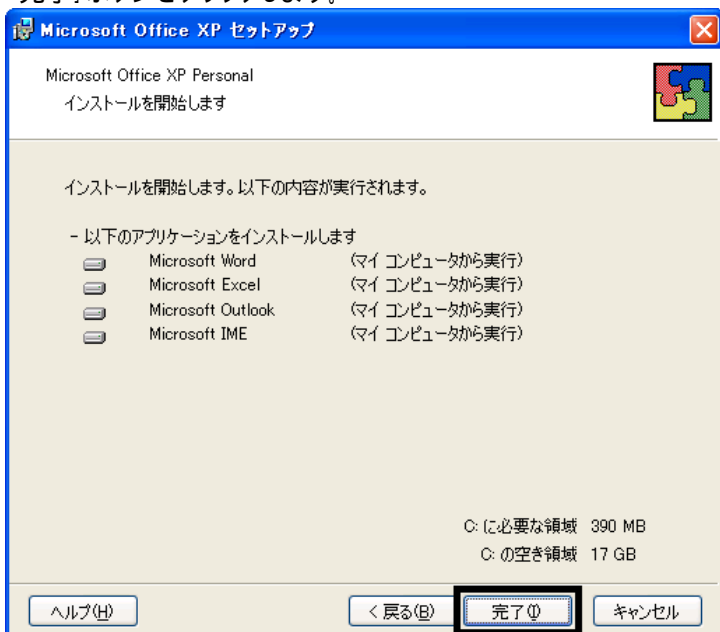 Microsoft Office XP セットアップ
Microsoft Office XP Personal
インストールを開始します
インストールを開始します。以下の内容が実行されます。
- 以下のアプリケーションをインストールします
Microsoft Word (マイ コンピュータから実行)
Microsoft Excel (マイ コンピュータから実行)
Microsoft Outlook (マイ コンピュータから実行)
Microsoft IME (マイ コンピュータから実行)
C: に必要な領域 390 MB
C: の空き領域 17 GB
ヘルプ(H) < 戻る(B) 完了(I) キャンセル